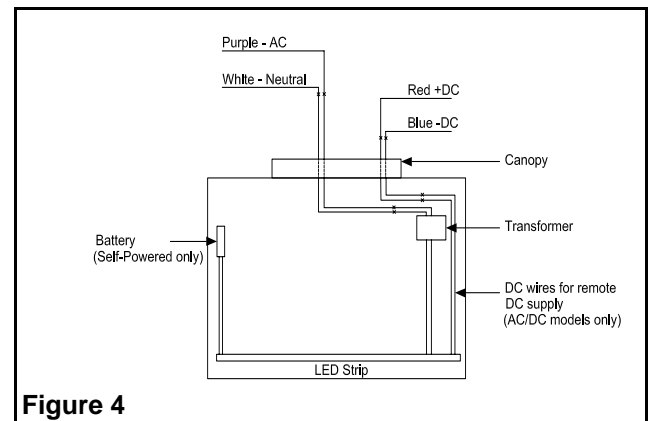 Purple - AC
White - Neutral
Red +DC
Blue -DC
Canopy
Transformer
Battery
(Self-Powered only)
DC wires for remote
DC supply
(AC/DC models only)
LED Strip
Figure 4